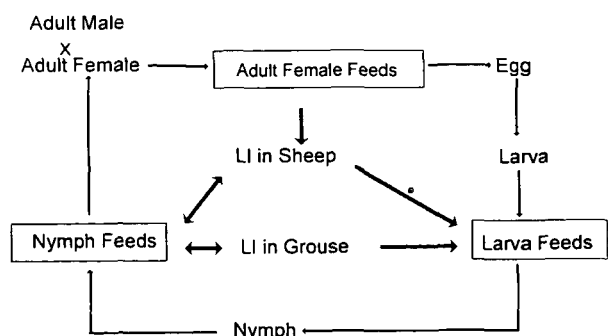 Adult Male
X
Adult Female
Adult Female Feeds
Egg
LI in Sheep
Larva
Nymph Feeds
LI in Grouse
Larva Feeds
Nymph